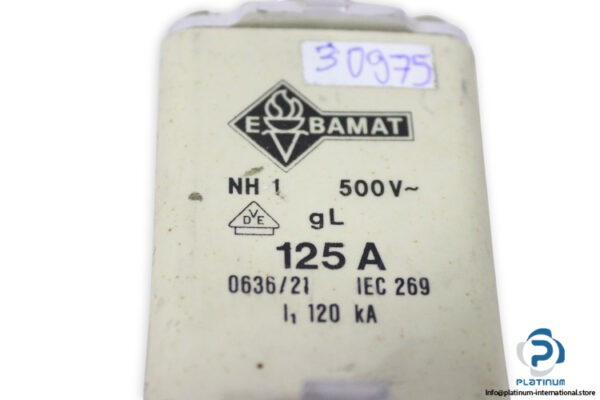 30975
E BAMAT
NH 1 500V~
VDE gL
125 A
0636/21 IEC 269
I₁ 120 kA
PLATINUM
Info@platinum-international.store